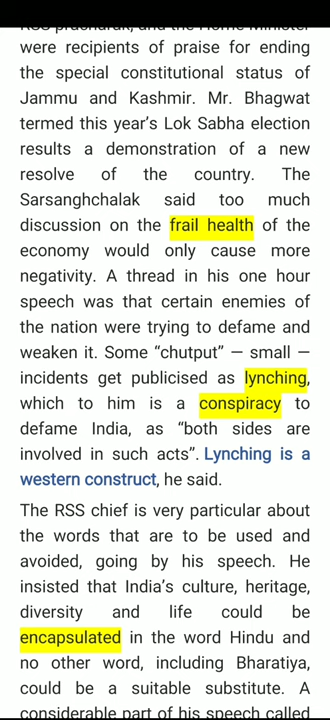 RSS pracharak, and the Home Minister
were recipients of praise for ending
the special constitutional status of
Jammu and Kashmir. Mr. Bhagwat
termed this year’s Lok Sabha election
results a demonstration of a new
resolve of the country. The
Sarsanghchalak said too much
discussion on the frail health of the
economy would only cause more
negativity. A thread in his one hour
speech was that certain enemies of
the nation were trying to defame and
weaken it. Some “chutput” — small —
incidents get publicised as lynching,
which to him is a conspiracy to
defame India, as “both sides are
involved in such acts”. Lynching is a
western construct, he said.
The RSS chief is very particular about
the words that are to be used and
avoided, going by his speech. He
insisted that India’s culture, heritage,
diversity and life could be
encapsulated in the word Hindu and
no other word, including Bharatiya,
could be a suitable substitute. A
considerable part of his speech called